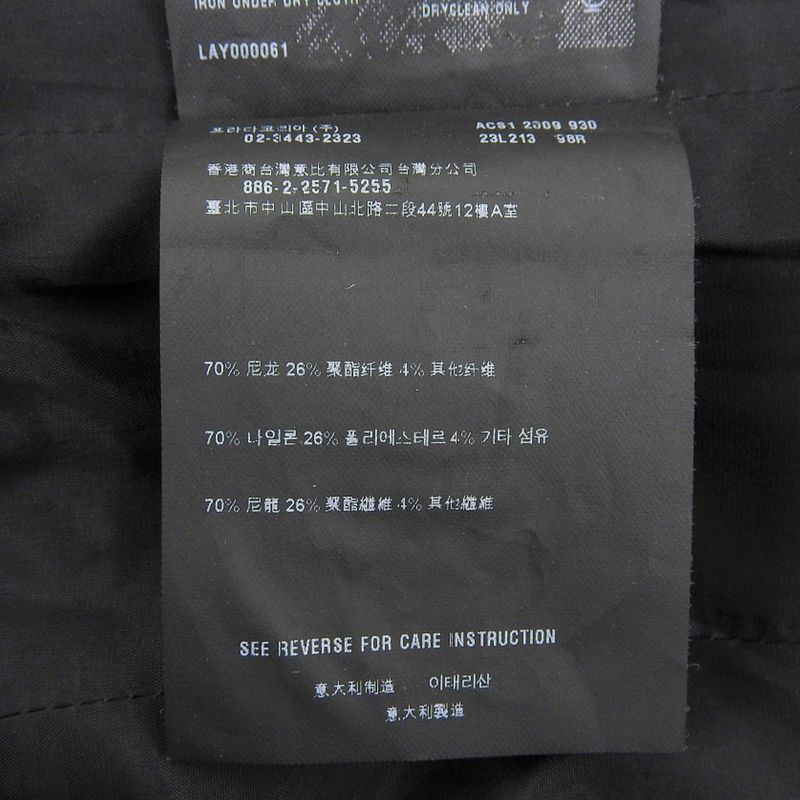 IRON UNDER DRY CLOTH
DRYCLEAN ONLY
LAY000061
프라다코리아 (주)
02-3443-2323
ACS1 2009 930
23L213 98R
香港商台灣意比有限公司台灣分公司
886-2-2571-5255
臺北市中山區中山北路二段44號12樓A室
70% 尼龙 26% 聚酯纤维 4% 其他纤维
70% 나일론 26% 폴리에스테르 4% 기타 섬유
70% 尼龍 26% 聚酯纖維 4% 其他纖維
SEE REVERSE FOR CARE INSTRUCTION
意大利制造 이태리산
意大利製造